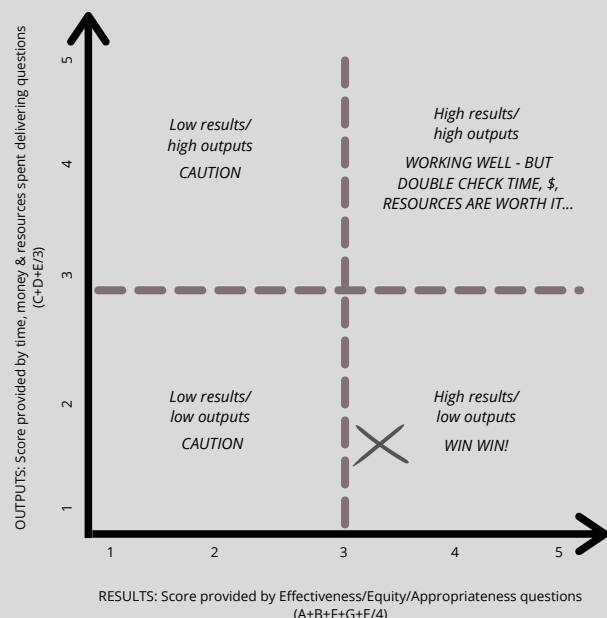 OUTPUTS: Score provided by time, money & resources spent delivering questions
(C+D+E/3)
5
4
3
2
1
Low results/
high outputs
CAUTION
High results/
high outputs
WORKING WELL - BUT
DOUBLE CHECK TIME, $,
RESOURCES ARE WORTH IT...
Low results/
low outputs
CAUTION
High results/
low outputs
WIN WIN!
1
2
3
4
5
RESULTS: Score provided by Effectiveness/Equity/Appropriateness questions
(A+B+F+G+E/4)